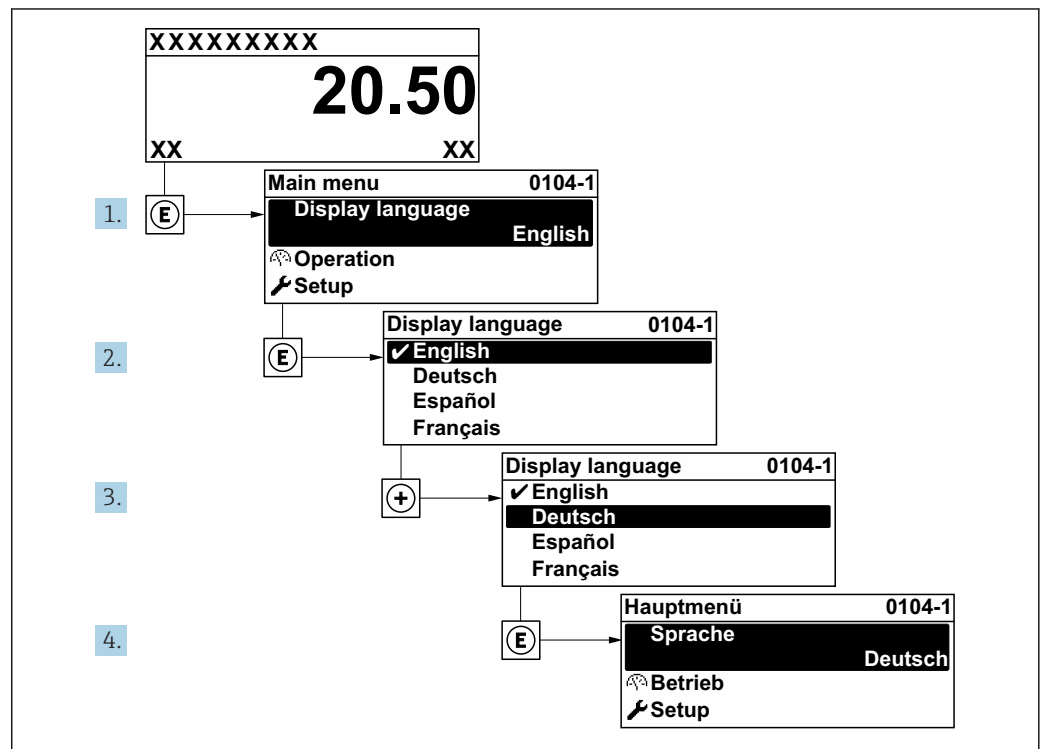 XXXXXXXXX
20.50
XX XX
1. E
Main menu 0104-1
Display language
English
Operation
Setup
2. E
Display language 0104-1
✔English
Deutsch
Español
Français
3. +
Display language 0104-1
✔English
Deutsch
Español
Français
4. E
Hauptmenü 0104-1
Sprache
Deutsch
Betrieb
Setup